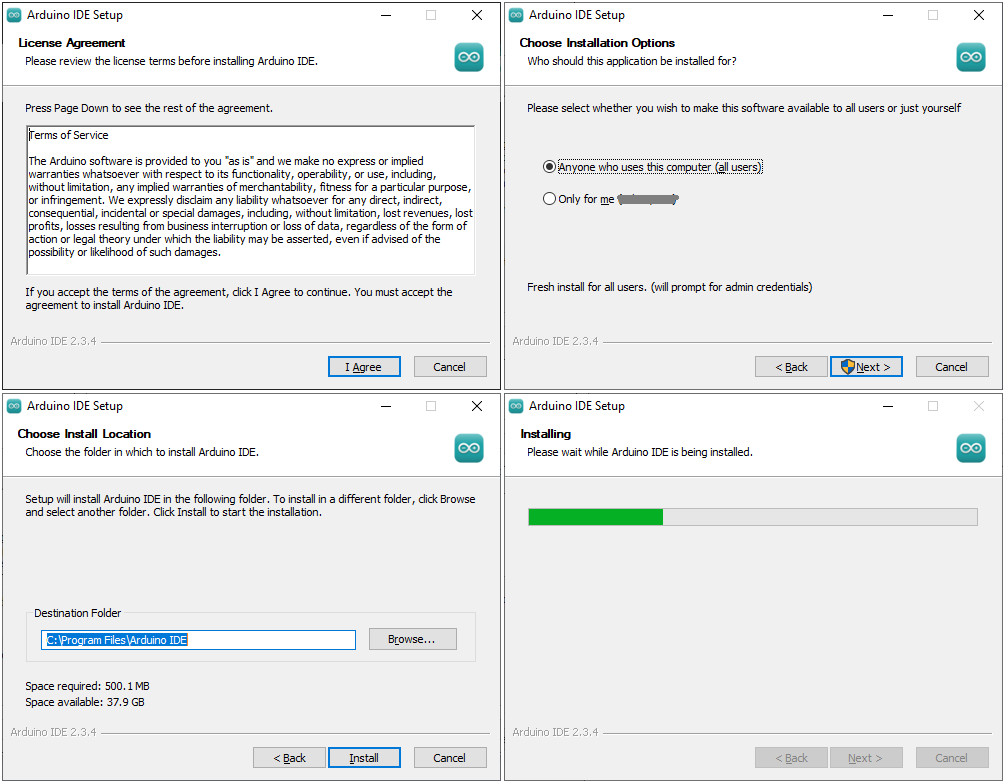 Arduino IDE Setup
License Agreement
Please review the license terms before installing Arduino IDE.
Press Page Down to see the rest of the agreement.
Terms of Service
The Arduino software is provided to you "as is" and we make no express or implied
warranties whatsoever with respect to its functionality, operability, or use, including,
without limitation, any implied warranties of merchantability, fitness for a particular purpose,
or infringement. We expressly disclaim any liability whatsoever for any direct, indirect,
consequential, incidental or special damages, including, without limitation, lost revenues, lost
profits, losses resulting from business interruption or loss of data, regardless of the form of
action or legal theory under which the liability may be asserted, even if advised of the
possibility or likelihood of such damages.
If you accept the terms of the agreement, click I Agree to continue. You must accept the
agreement to install Arduino IDE.
Arduino IDE 2.3.4
I Agree
Cancel
Arduino IDE Setup
Choose Installation Options
Who should this application be installed for?
Please select whether you wish to make this software available to all users or just yourself
Anyone who uses this computer (all users)
Only for me
Fresh install for all users. (will prompt for admin credentials)
Arduino IDE 2.3.4
< Back
Next >
Cancel
Arduino IDE Setup
Choose Install Location
Choose the folder in which to install Arduino IDE.
Setup will install Arduino IDE in the following folder. To install in a different folder, click Browse
and select another folder. Click Install to start the installation.
Destination Folder
C:\Program Files\Arduino IDE
Browse...
Space required: 500.1 MB
Space available: 37.9 GB
Arduino IDE 2.3.4
< Back
Install
Cancel
Arduino IDE Setup
Installing
Please wait while Arduino IDE is being installed.
Arduino IDE 2.3.4
< Back
Next >
Cancel